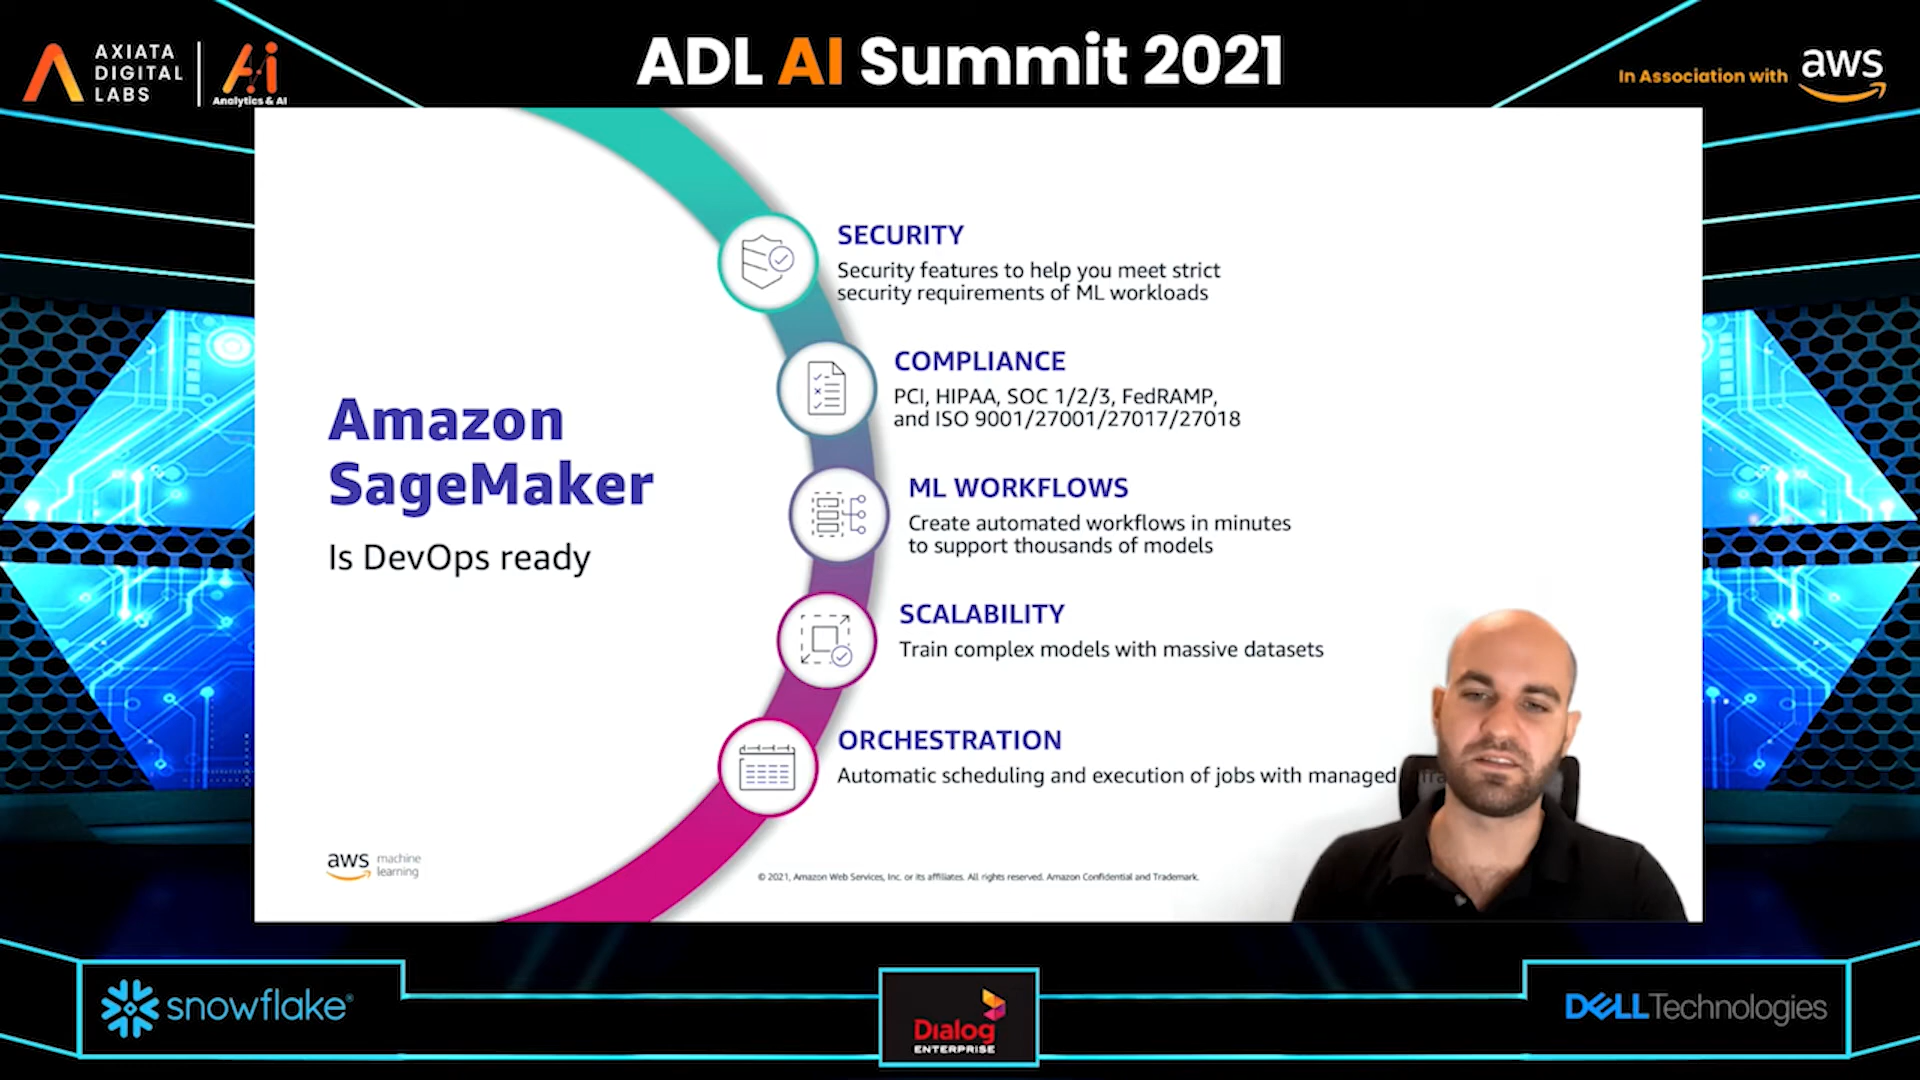 AXIATA
DIGITAL
LABS
Analytics & AI
ADL AI Summit 2021
In Association with
aws
Amazon
SageMaker
Is DevOps ready
SECURITY
Security features to help you meet strict
security requirements of ML workloads
COMPLIANCE
PCI, HIPAA, SOC 1/2/3, FedRAMP,
and ISO 9001/27001/27017/27018
ML WORKFLOWS
Create automated workflows in minutes
to support thousands of models
SCALABILITY
Train complex models with massive datasets
ORCHESTRATION
Automatic scheduling and execution of jobs with managed
aws machine
learning
© 2021, Amazon Web Services, Inc. or its affiliates. All rights reserved. Amazon Confidential and Trademark.
snowflake®
Dialog
ENTERPRISE
DELL Technologies